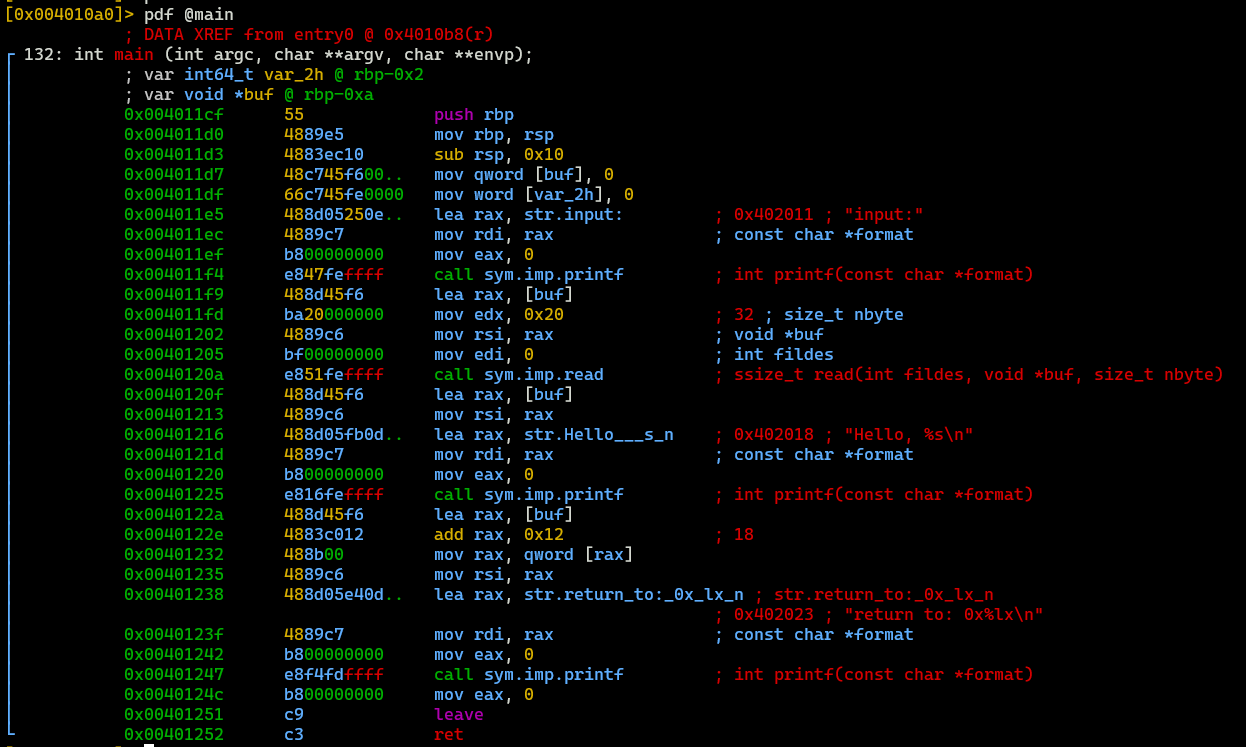 [0x004010a0]> pdf @main
; DATA XREF from entry0 @ 0x4010b8(r)
┌ 132: int main (int argc, char **argv, char **envp);
│ ; var int64_t var_2h @ rbp-0x2
│ ; var void *buf @ rbp-0xa
│ 0x004011cf 55 push rbp
│ 0x004011d0 4889e5 mov rbp, rsp
│ 0x004011d3 4883ec10 sub rsp, 0x10
│ 0x004011d7 48c745f600.. mov qword [buf], 0
│ 0x004011df 66c745fe0000 mov word [var_2h], 0
│ 0x004011e5 488d05250e.. lea rax, str.input: ; 0x402011 ; "input:"
│ 0x004011ec 4889c7 mov rdi, rax ; const char *format
│ 0x004011ef b800000000 mov eax, 0
│ 0x004011f4 e847feffff call sym.imp.printf ; int printf(const char *format)
│ 0x004011f9 488d45f6 lea rax, [buf]
│ 0x004011fd ba20000000 mov edx, 0x20 ; 32 ; size_t nbyte
│ 0x00401202 4889c6 mov rsi, rax ; void *buf
│ 0x00401205 bf00000000 mov edi, 0 ; int fildes
│ 0x0040120a e851feffff call sym.imp.read ; ssize_t read(int fildes, void *buf, size_t nbyte)
│ 0x0040120f 488d45f6 lea rax, [buf]
│ 0x00401213 4889c6 mov rsi, rax
│ 0x00401216 488d05fb0d.. lea rax, str.Hello___s_n ; 0x402018 ; "Hello, %s\n"
│ 0x0040121d 4889c7 mov rdi, rax ; const char *format
│ 0x00401220 b800000000 mov eax, 0
│ 0x00401225 e816feffff call sym.imp.printf ; int printf(const char *format)
│ 0x0040122a 488d45f6 lea rax, [buf]
│ 0x0040122e 4883c012 add rax, 0x12 ; 18
│ 0x00401232 488b00 mov rax, qword [rax]
│ 0x00401235 4889c6 mov rsi, rax
│ 0x00401238 488d05e40d.. lea rax, str.return_to:_0x_lx_n ; str.return_to:_0x_lx_n
│ ; 0x402023 ; "return to: 0x%lx\n"
│ 0x0040123f 4889c7 mov rdi, rax ; const char *format
│ 0x00401242 b800000000 mov eax, 0
│ 0x00401247 e8f4fdffff call sym.imp.printf ; int printf(const char *format)
│ 0x0040124c b800000000 mov eax, 0
│ 0x00401251 c9 leave
└ 0x00401252 c3 ret